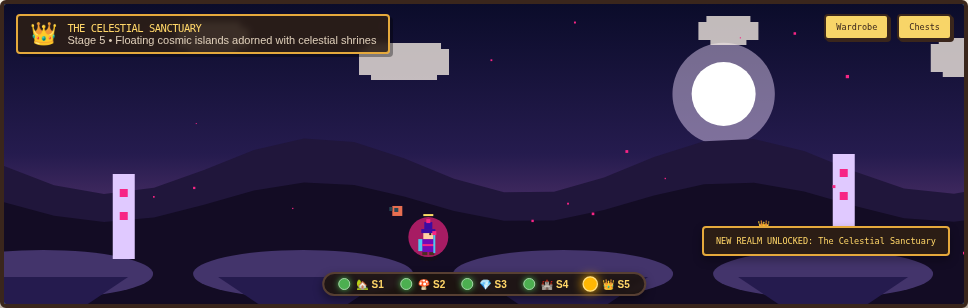 THE CELESTIAL SANCTUARY
Stage 5 • Floating cosmic islands adorned with celestial shrines
Wardrobe
Chests
NEW REALM UNLOCKED: The Celestial Sanctuary
S1
S2
S3
S4
S5